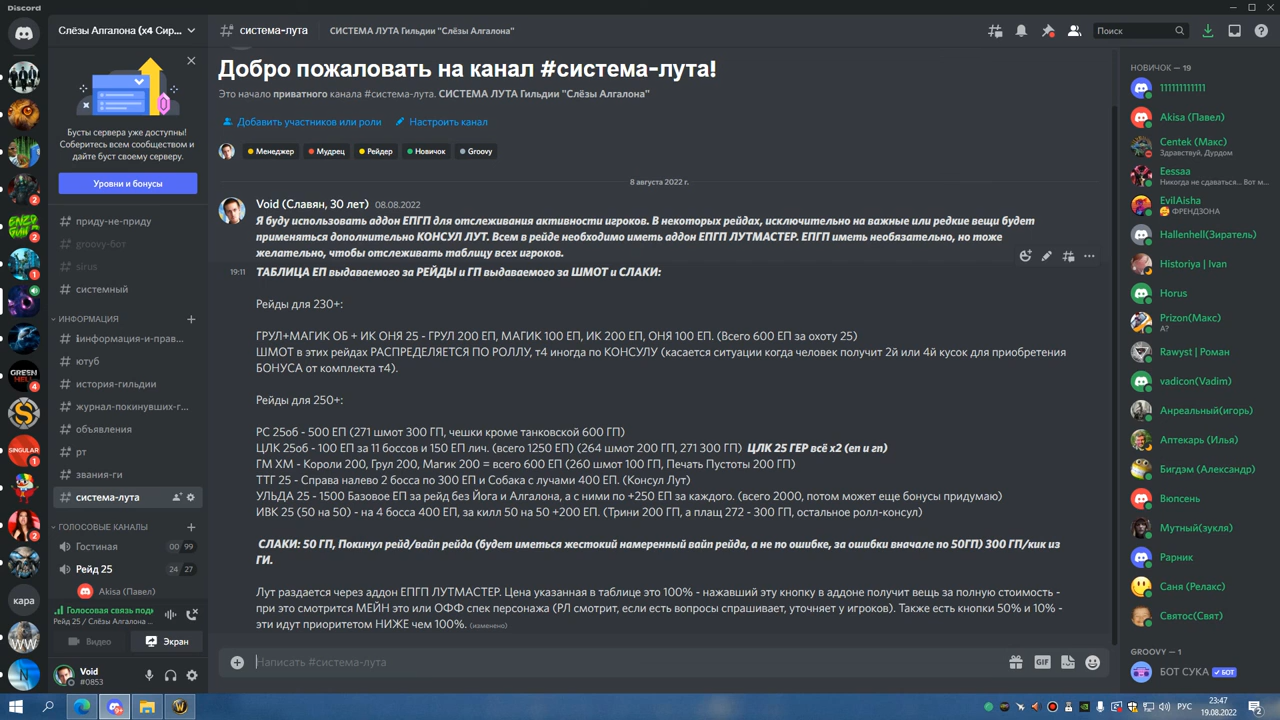 Discord
Слёзы Алгалона (x4 Сир...
система-лута
СИСТЕМА ЛУТА Гильдии "Слёзы Алгалона"
Поиск
Бусты сервера уже доступны!
Соберитесь всем сообществом и
дайте буст своему серверу.
Уровни и бонусы
приду-не-приду
groovy-бот
sirus
системный
ИНФОРМАЦИЯ
информация-и-прав...
ютуб
история-гильдии
журнал-покинувших-г...
объявления
рт
звания-ги
система-лута
ГОЛОСОВЫЕ КАНАЛЫ
Гостиная
00 99
Рейд 25
24 27
Akisa (Павел)
Голосовая связь подк
Рейд 25 / Слёзы Алгалона ...
Видео
Экран
Void
#0853
2
2
2
1
GREEN HELL
4
SINGULAR
1
2
кара
WW
N
Добро пожаловать на канал #система-лута!
Это начало приватного канала #система-лута. СИСТЕМА ЛУТА Гильдии "Слёзы Алгалона"
Добавить участников или роли
Настроить канал
Менеджер
Мудрец
Рейдер
Новичок
Groovy
8 августа 2022 г.
Void (Славян, 30 лет) 08.08.2022
Я буду использовать аддон ЕПГП для отслеживания активности игроков. В некоторых рейдах, исключительно на важные или редкие вещи будет
применяться дополнительно КОНСУЛ ЛУТ. Всем в рейде необходимо иметь аддон ЕПГП ЛУТМАСТЕР. ЕПГП иметь необязательно, но тоже
желательно, чтобы отслеживать таблицу всех игроков.
19:11 ТАБЛИЦА ЕП выдаваемого за РЕЙДЫ и ГП выдаваемого за ШМОТ и СЛАКИ:
Рейды для 230+:
ГРУЛ+МАГИК ОБ + ИК ОНЯ 25 - ГРУЛ 200 ЕП, МАГИК 100 ЕП, ИК 200 ЕП, ОНЯ 100 ЕП. (Всего 600 ЕП за охоту 25)
ШМОТ в этих рейдах РАСПРЕДЕЛЯЕТСЯ ПО РОЛЛУ, т4 иногда по КОНСУЛУ (касается ситуации когда человек получит 2й или 4й кусок для приобретения
БОНУСА от комплекта т4).
Рейды для 250+:
РС 25об - 500 ЕП (271 шмот 300 ГП, чешки кроме танковской 600 ГП)
ЦЛК 25об - 100 ЕП за 11 боссов и 150 ЕП лич. (всего 1250 ЕП) (264 шмот 200 ГП, 271 300 ГП) ЦЛК 25 ГЕР всё x2 (еп и гп)
ГМ ХМ - Короли 200, Грул 200, Магик 200 = всего 600 ЕП (260 шмот 100 ГП, Печать Пустоты 200 ГП)
ТТГ 25 - Справа налево 2 босса по 300 ЕП и Собака с лучами 400 ЕП. (Консул Лут)
УЛЬДА 25 - 1500 Базовое ЕП за рейд без Йога и Алгалона, а с ними по +250 ЕП за каждого. (всего 2000, потом может еще бонусы придумаю)
ИВК 25 (50 на 50) - на 4 босса 400 ЕП, за килл 50 на 50 +200 ЕП. (Трини 200 ГП, а плащ 272 - 300 ГП, остальное ролл-консул)
СЛАКИ: 50 ГП, Покинул рейд/вайп рейда (будет иметься жестокий намеренный вайп рейда, а не по ошибке, за ошибки вначале по 50ГП) 300 ГП/кик из
ГИ.
Лут раздается через аддон ЕПГП ЛУТМАСТЕР. Цена указанная в таблице это 100% - нажавший эту кнопку в аддоне получит вещь за полную стоимость -
при это смотрится МЕЙН это или ОФФ спек персонажа (РЛ смотрит, если есть вопросы спрашивает, уточняет у игроков). Также есть кнопки 50% и 10% -
эти идут приоритетом НИЖЕ чем 100%. (изменено)
Написать #система-лута
GIF
НОВИЧОК — 19
111111111111
Akisa (Павел)
Centek (Макс)
Здравствуй, Дурдом
Eessaa
Никогда не сдаваться... Вот м...
EvilAisha
ФРЕНДЗОНА
Hallenhell(Зиратель)
Historiya | Ivan
Horus
Prizon(Макс)
А?
Rawyst | Роман
vadicon(Vadim)
Анреальный(игорь)
Аптекарь (Илья)
Бигдэм (Александр)
Вюпсень
Мутный(зукля)
Рарник
Саня (Релакс)
Святос(Свят)
GROOVY — 1
БОТ СУКА
БОТ
РУС
23:47
19.08.2022
2